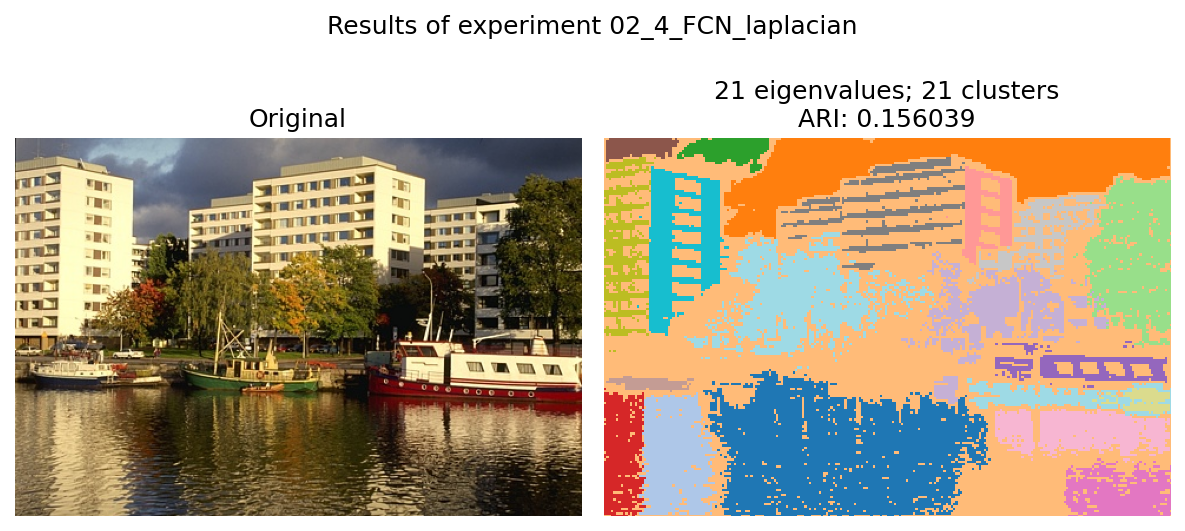 Results of experiment 02_4_FCN_laplacian
Original
21 eigenvalues; 21 clusters
ARI: 0.156039